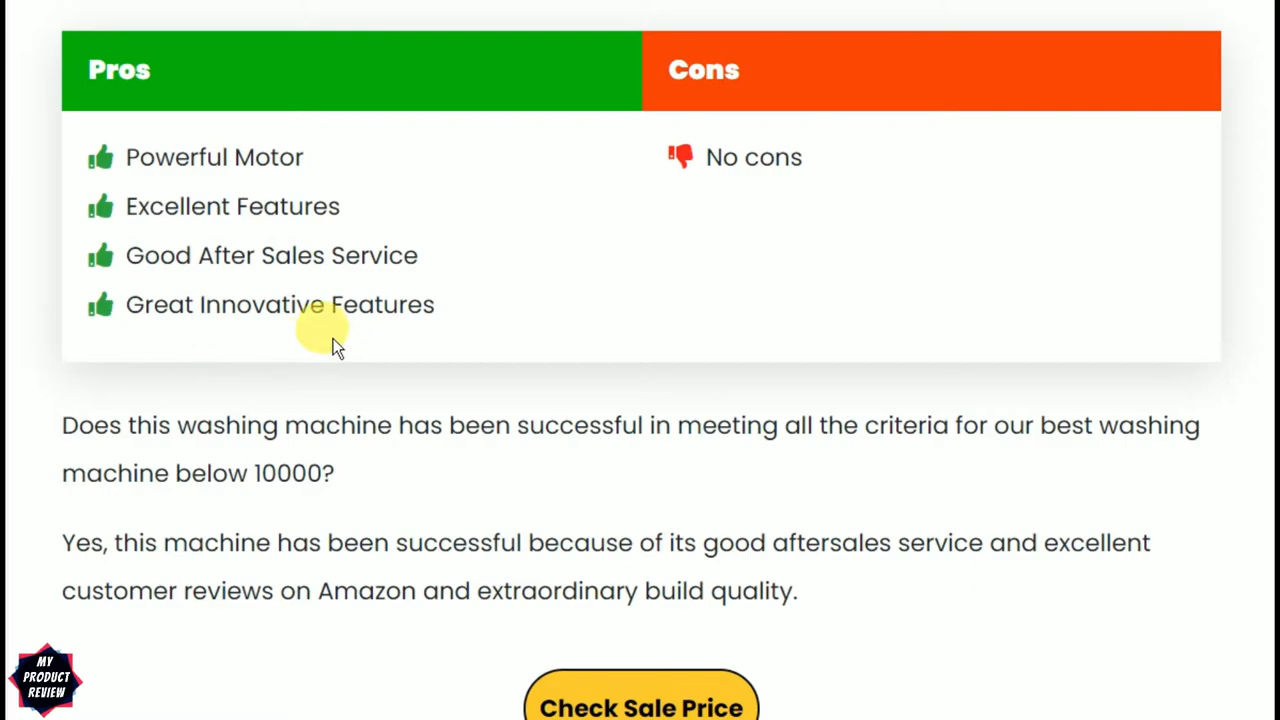 Pros
Cons
Powerful Motor
No cons
Excellent Features
Good After Sales Service
Great Innovative Features
Does this washing machine has been successful in meeting all the criteria for our best washing
machine below 10000?
Yes, this machine has been successful because of its good aftersales service and excellent
customer reviews on Amazon and extraordinary build quality.
MY
PRODUCT
REVIEW
Check Sale Price